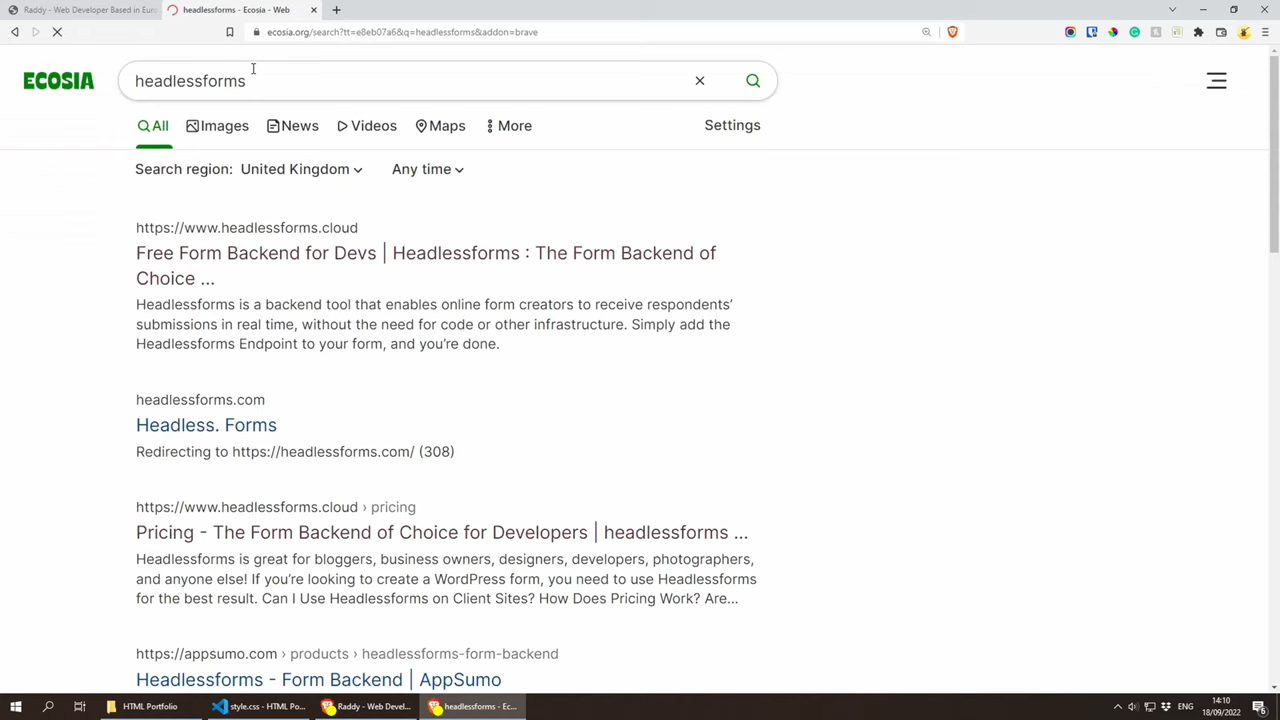 Raddy - Web Developer Based in Euro
headlessforms - Ecosia - Web
ecosia.org/search?tt=e8eb07a6&q=headlessforms&addon=brave
ECOSIA
headlessforms
All
Images
News
Videos
Maps
More
Settings
Search region: United Kingdom
Any time
https://www.headlessforms.cloud
Free Form Backend for Devs | Headlessforms : The Form Backend of
Choice ...
Headlessforms is a backend tool that enables online form creators to receive respondents'
submissions in real time, without the need for code or other infrastructure. Simply add the
Headlessforms Endpoint to your form, and you're done.
headlessforms.com
Headless. Forms
Redirecting to https://headlessforms.com/ (308)
https://www.headlessforms.cloud › pricing
Pricing - The Form Backend of Choice for Developers | headlessforms ...
Headlessforms is great for bloggers, business owners, designers, developers, photographers,
and anyone else! If you're looking to create a WordPress form, you need to use Headlessforms
for the best result. Can I Use Headlessforms on Client Sites? How Does Pricing Work? Are...
https://appsumo.com › products › headlessforms-form-backend
Headlessforms - Form Backend | AppSumo
HTML Portfolio
style.css - HTML Po...
Raddy - Web Devel...
headlessforms - Ec...
ENG
14:10
18/09/2022